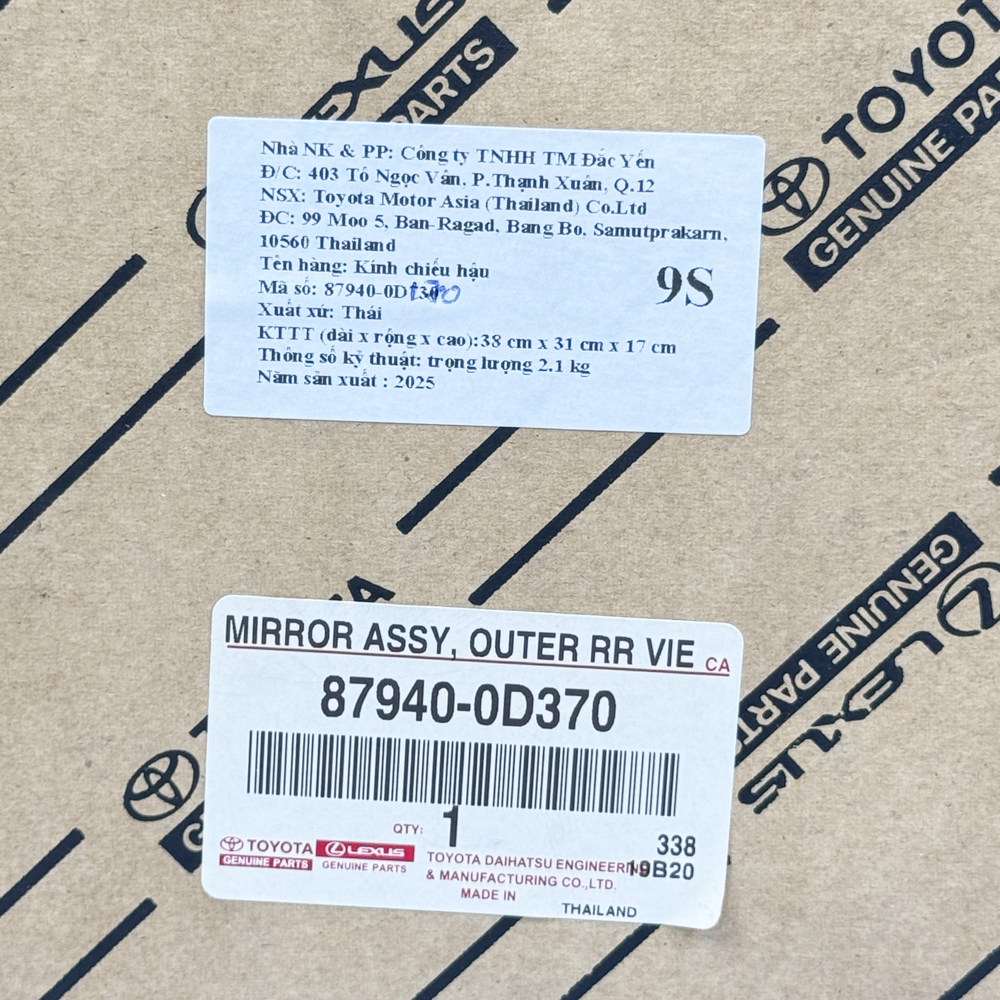 LEXUS
PARTS
TOYOT
GENUINE PA
Nhà NK & PP: Công ty TNHH TM Đắc Yến
Đ/C: 403 Tô Ngọc Vân, P.Thạnh Xuân, Q.12
NSX: Toyota Motor Asia (Thailand) Co.Ltd
ĐC: 99 Moo 5, Ban-Ragad, Bang Bo, Samutprakarn,
10560 Thailand
Tên hàng: Kính chiếu hậu
9S
Mã số: 87940-0D
Xuất xứ: Thái
KTTT (dài x rộng x cao):38 cm x 31 cm x 17 cm
Thông số kỹ thuật: trọng lượng 2.1 kg
Năm sản xuất : 2025
GENUINE PARTS
LEXUS
MIRROR ASSY, OUTER RR VIE CA
87940-0D370
QTY: 1
TOYOTA LEXUS
GENUINE PARTS GENUINE PARTS
338
19B20
TOYOTA DAIHATSU ENGINEERING
& MANUFACTURING CO.,LTD.
MADE IN
THAILAND